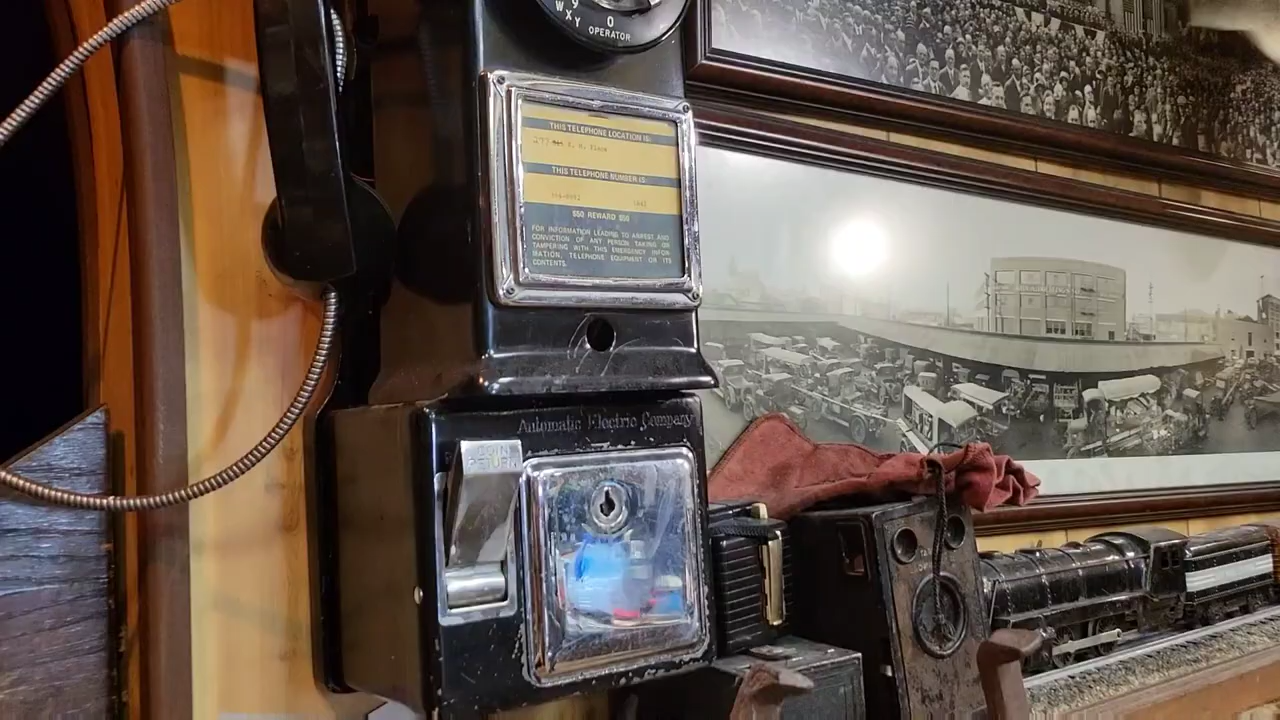 9
WXY
0
OPERATOR
THIS TELEPHONE LOCATION IS:
THIS TELEPHONE NUMBER IS:
$50 REWARD $50
FOR INFORMATION LEADING TO ARREST AND
CONVICTION OF ANY PERSON TAKING OR
TAMPERING WITH THIS EMERGENCY INFOR-
MATION, TELEPHONE EQUIPMENT OR ITS
CONTENTS.
Automatic Electric Company
COIN
RETURN